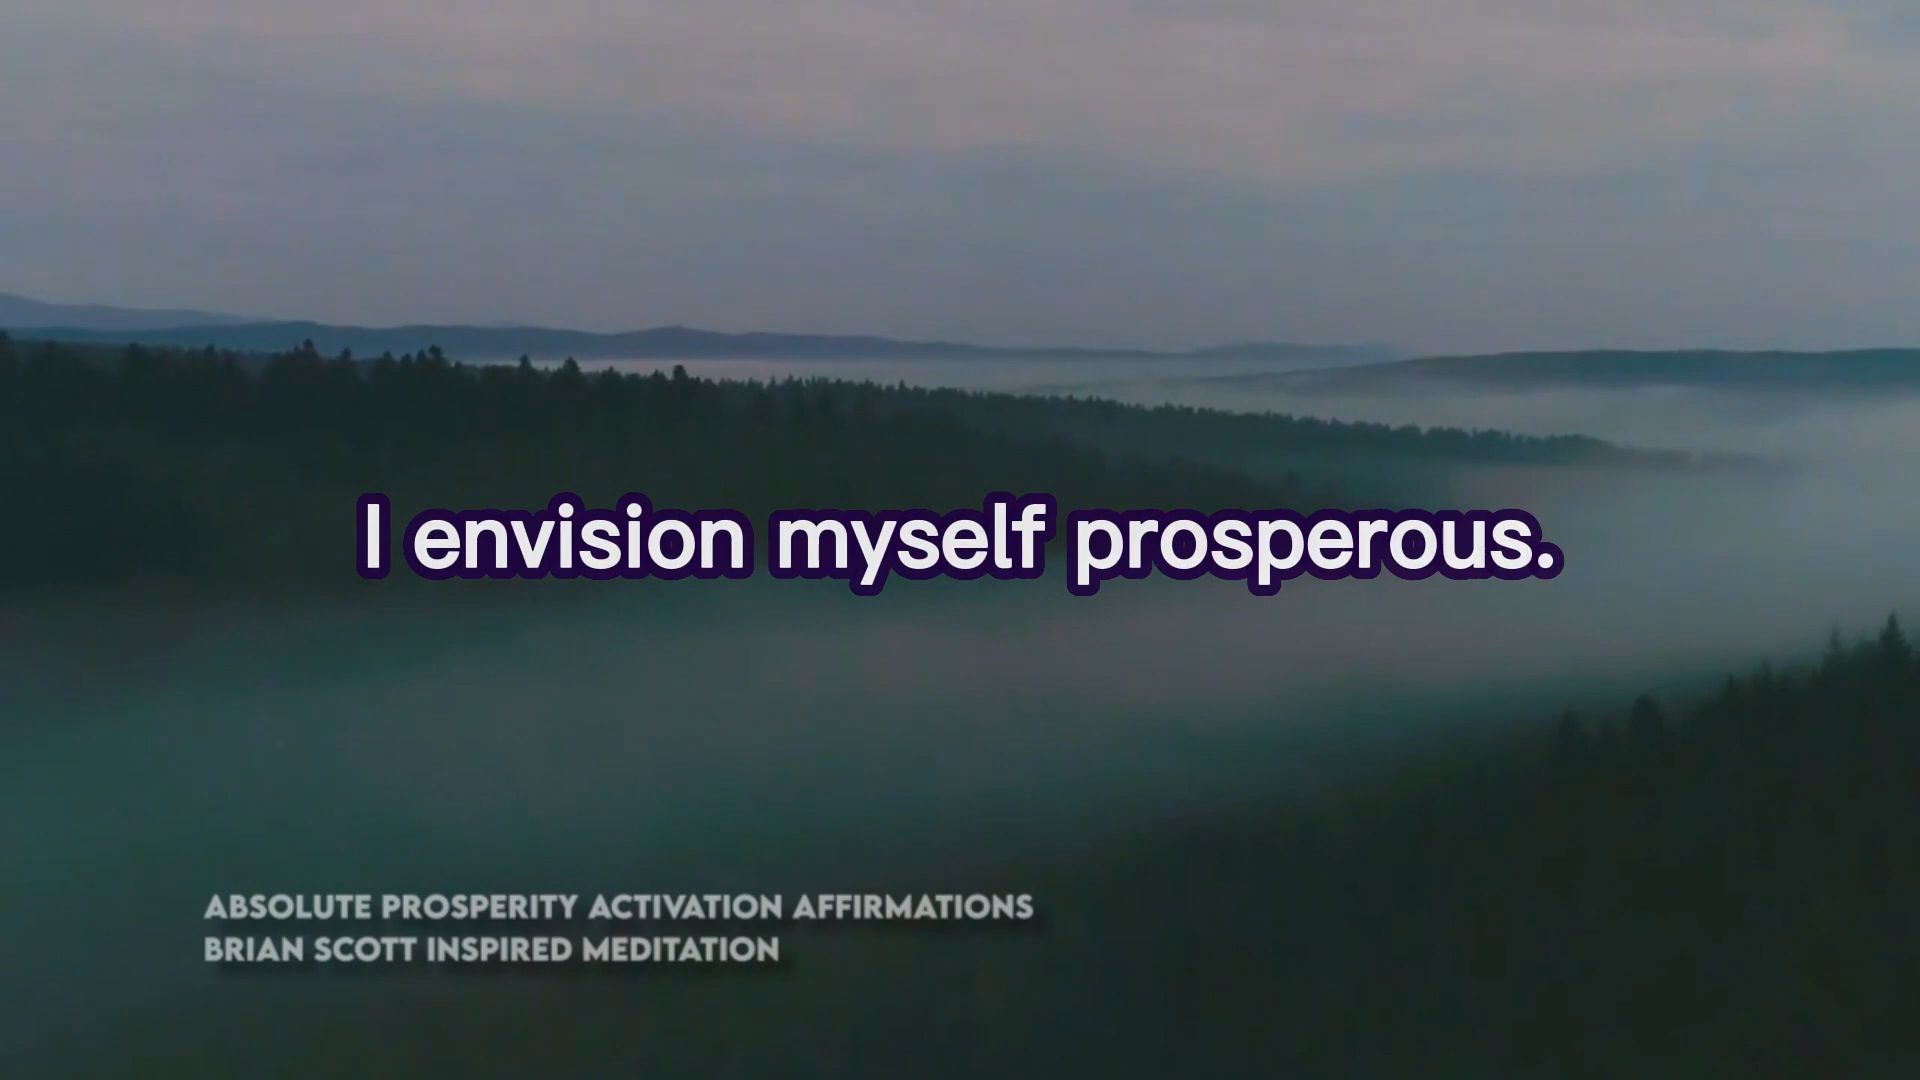 I envision myself prosperous.
ABSOLUTE PROSPERITY ACTIVATION AFFIRMATIONS
BRIAN SCOTT INSPIRED MEDITATION